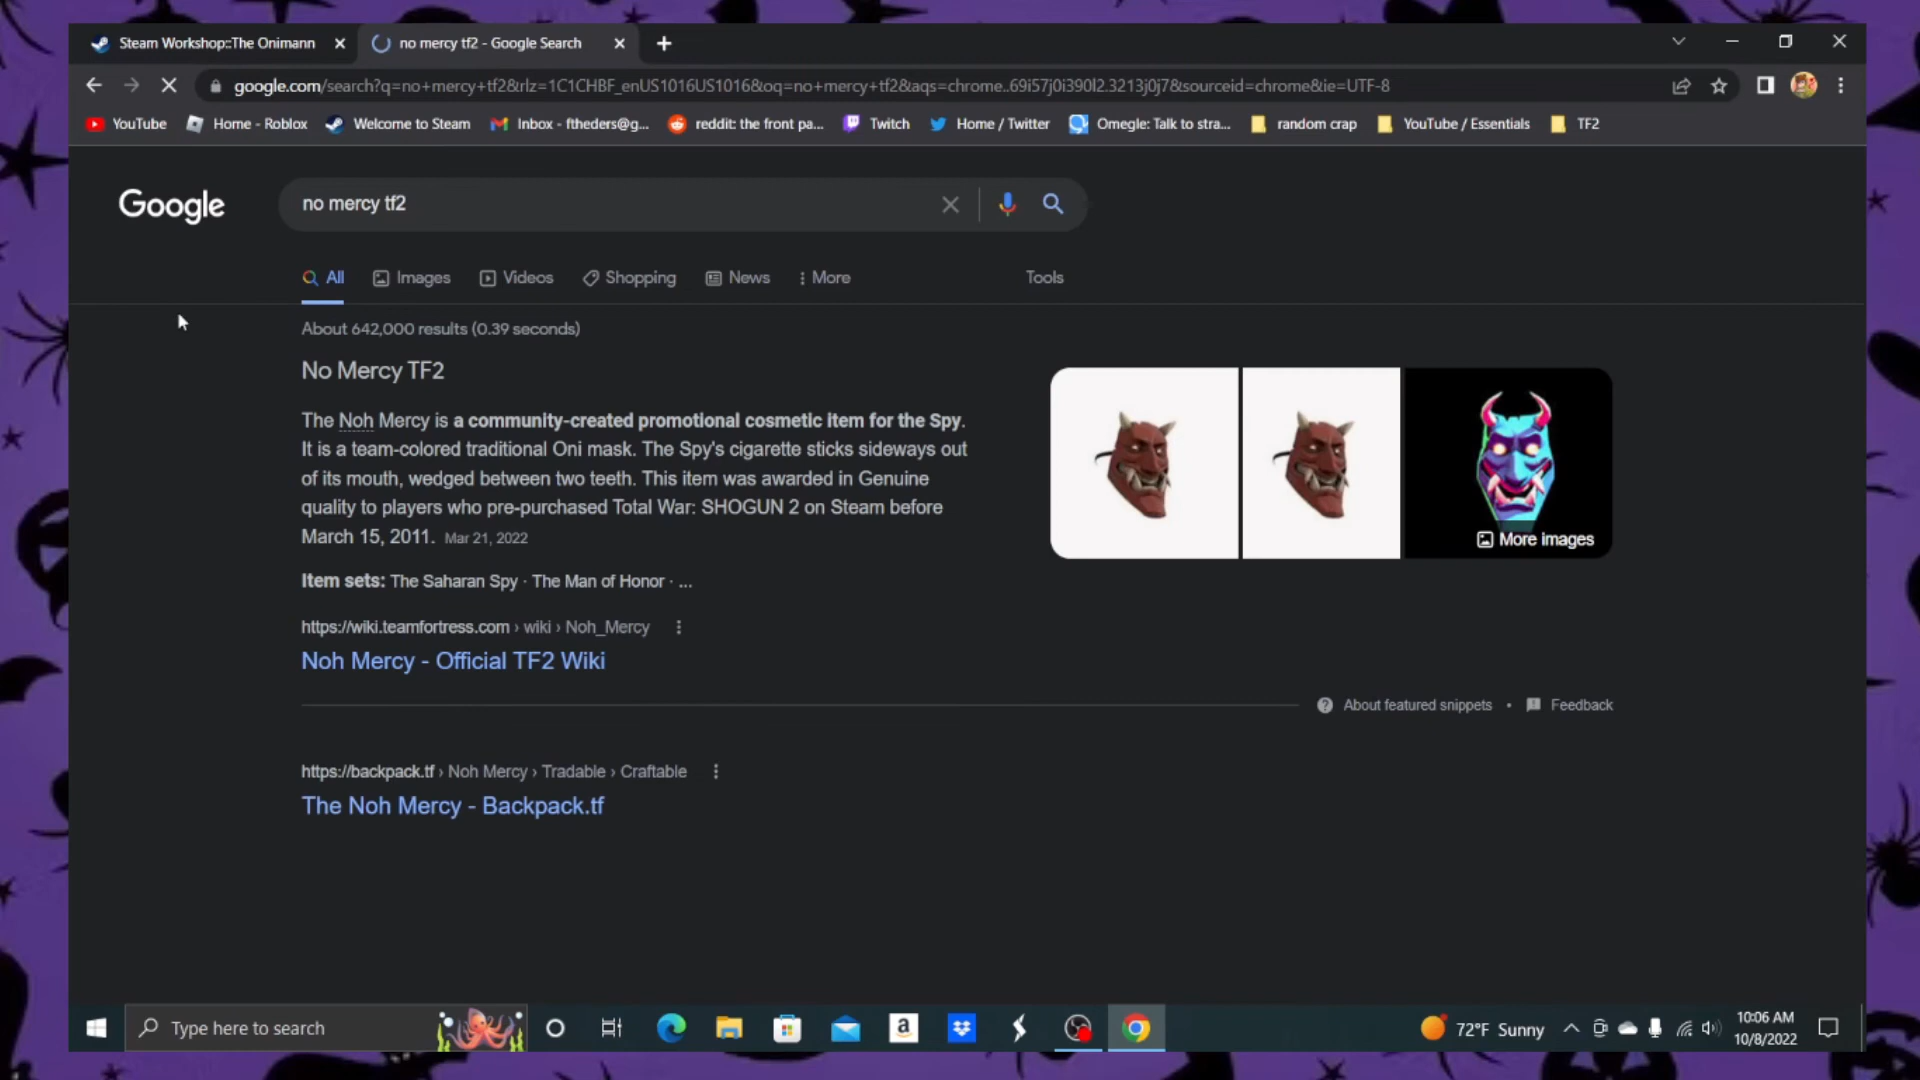 Steam Workshop::The Onimann
no mercy tf2 - Google Search
google.com/search?q=no+mercy+tf2&rlz=1C1CHBF_enUS1016US1016&oq=no+mercy+tf2&aqs=chrome..69i57j0i390l2.3213j0j7&sourceid=chrome&ie=UTF-8
YouTube Home - Roblox Welcome to Steam Inbox - ftheders@g... reddit: the front pa... Twitch Home / Twitter Omegle: Talk to stra... random crap YouTube / Essentials TF2
Google
no mercy tf2
All Images Videos Shopping News More Tools
About 642,000 results (0.39 seconds)
No Mercy TF2
The Noh Mercy is a community-created promotional cosmetic item for the Spy.
It is a team-colored traditional Oni mask. The Spy's cigarette sticks sideways out
of its mouth, wedged between two teeth. This item was awarded in Genuine
quality to players who pre-purchased Total War: SHOGUN 2 on Steam before
March 15, 2011. Mar 21, 2022
More images
Item sets: The Saharan Spy · The Man of Honor · ...
https://wiki.teamfortress.com › wiki › Noh_Mercy
Noh Mercy - Official TF2 Wiki
About featured snippets • Feedback
https://backpack.tf › Noh Mercy › Tradable › Craftable
The Noh Mercy - Backpack.tf
Type here to search
72°F Sunny
10:06 AM
10/8/2022